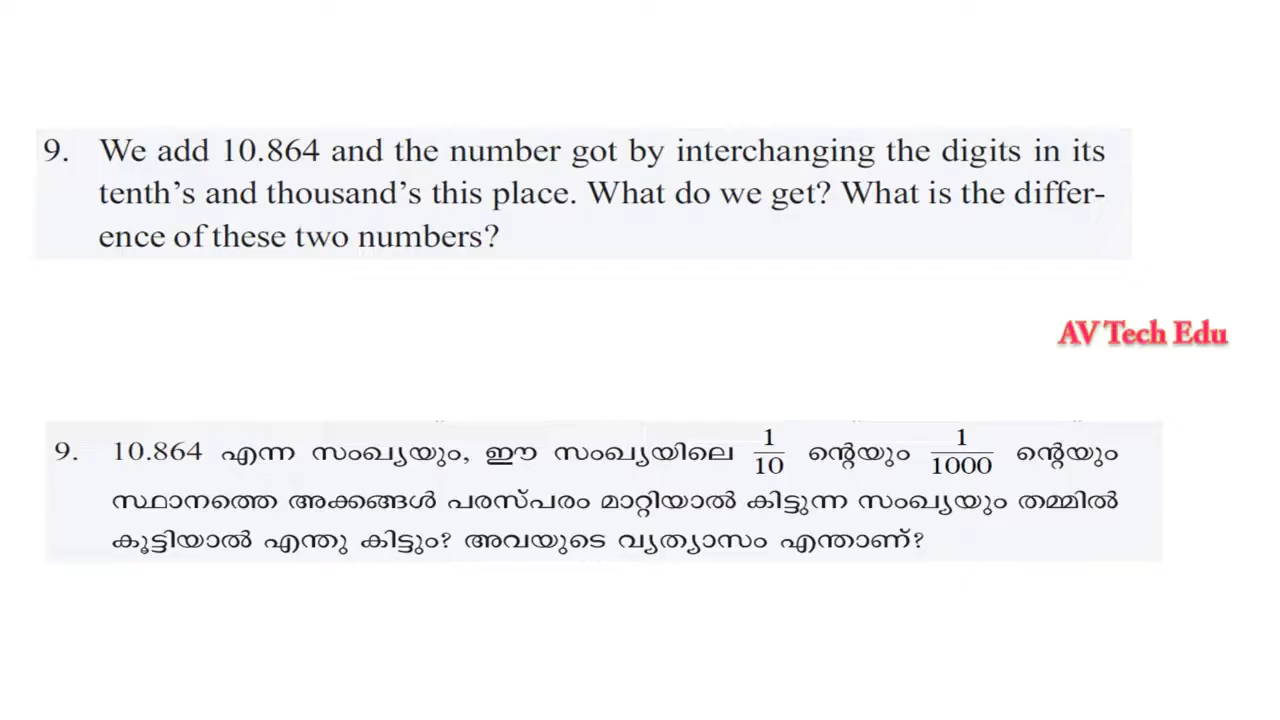 9. We add 10.864 and the number got by interchanging the digits in its
tenth's and thousand's this place. What do we get? What is the differ-
ence of these two numbers?
AV Tech Edu
9. 10.864 എന്ന സംഖ്യയും, ഈ സംഖ്യയിലെ 1/10 ന്റെയും 1/1000 ന്റെയും
സ്ഥാനത്തെ അക്കങ്ങൾ പരസ്പരം മാറ്റിയാൽ കിട്ടുന്ന സംഖ്യയും തമ്മിൽ
കൂട്ടിയാൽ എന്തു കിട്ടും? അവയുടെ വ്യത്യാസം എന്താണ്?